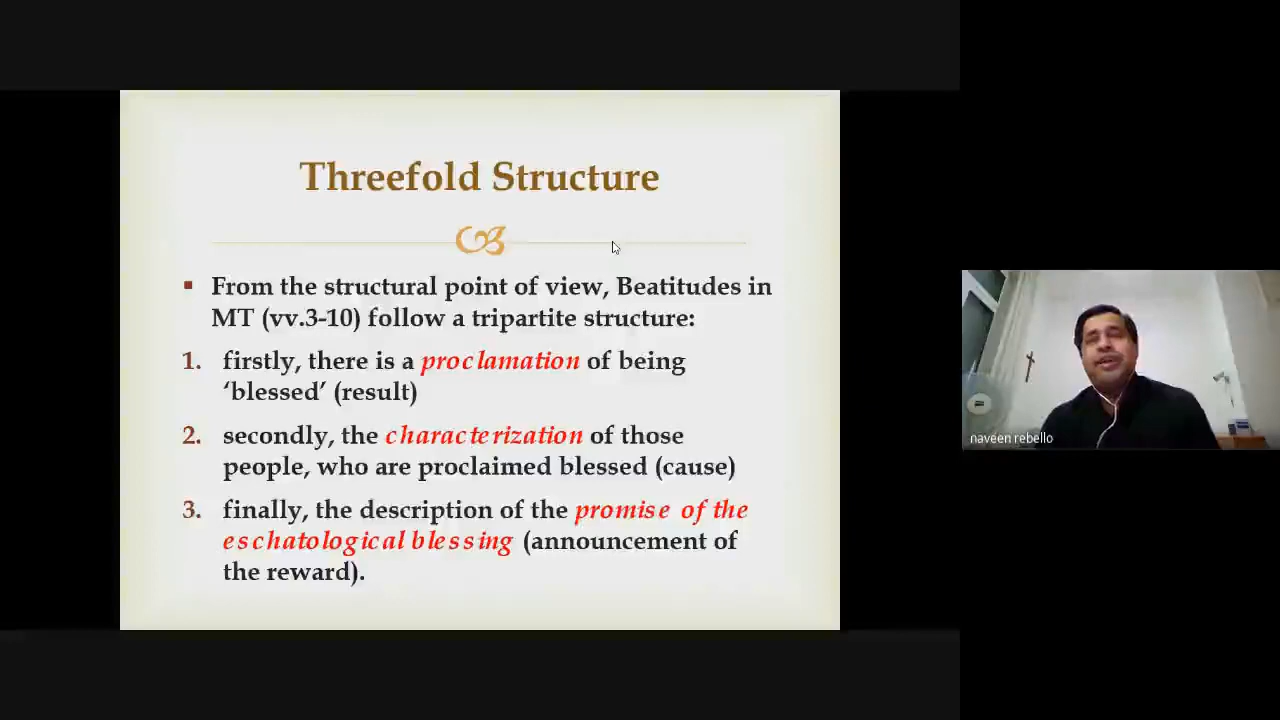 Threefold Structure
▪ From the structural point of view, Beatitudes in
MT (vv.3-10) follow a tripartite structure:
1. firstly, there is a proclamation of being
‘blessed’ (result)
2. secondly, the characterization of those
people, who are proclaimed blessed (cause)
3. finally, the description of the promise of the
eschatological blessing (announcement of
the reward).
naveen rebello